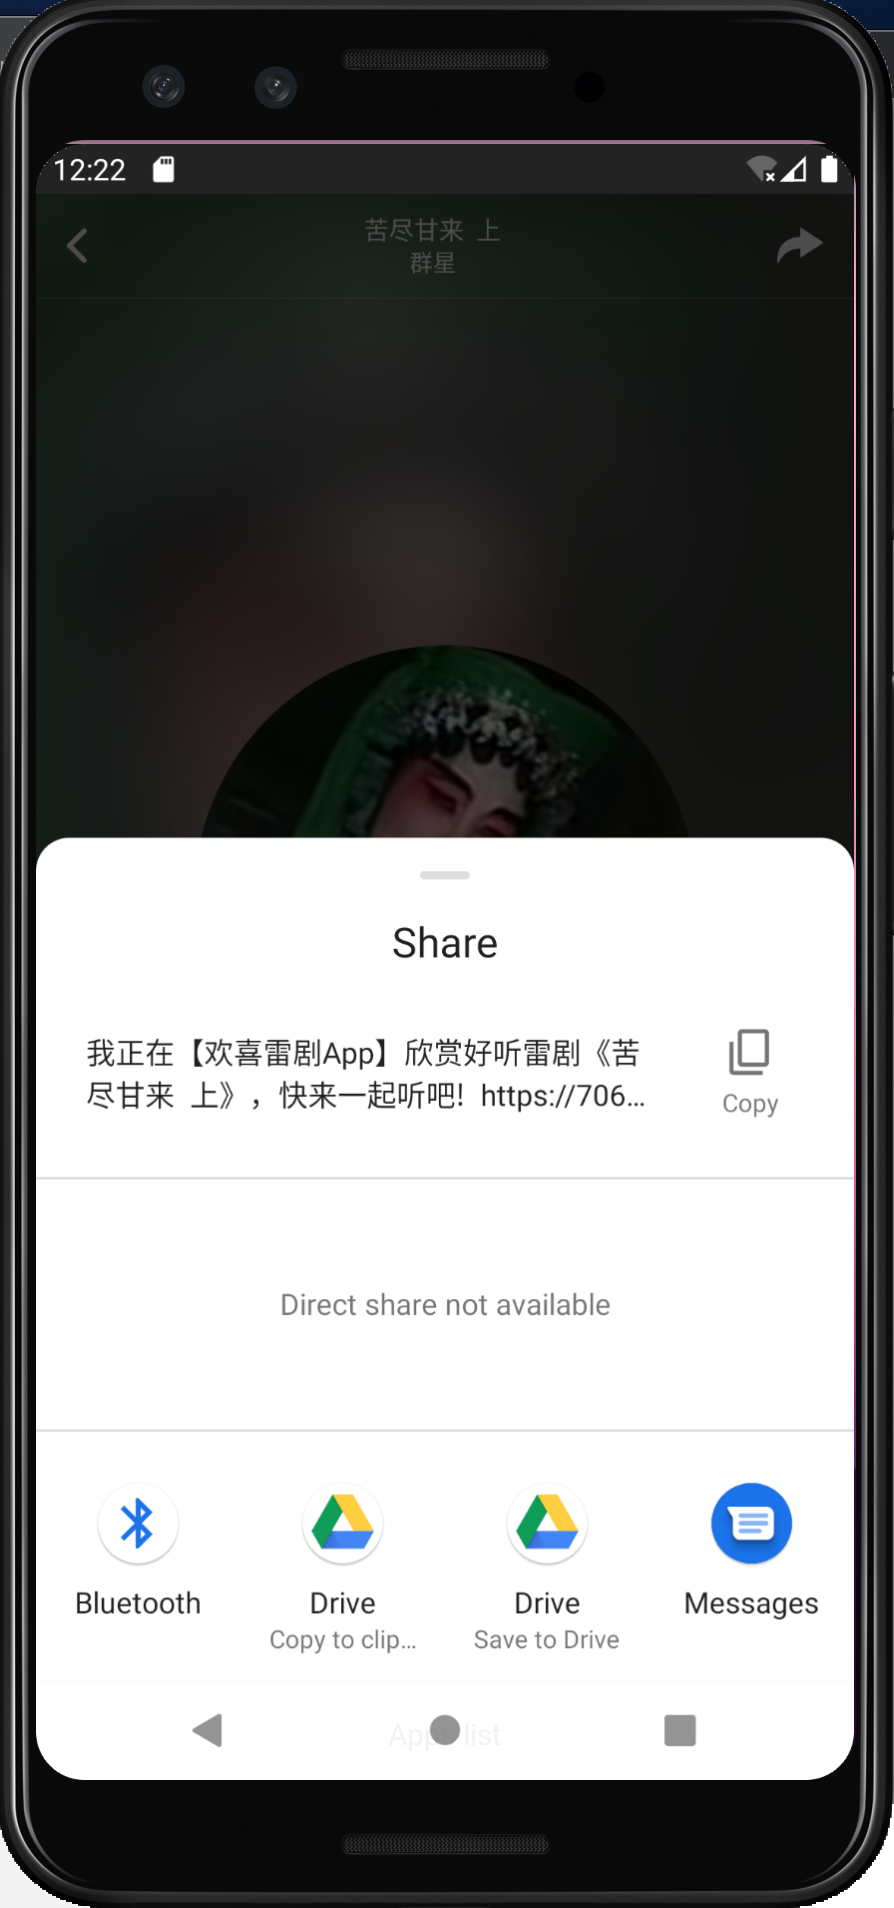 12:22
苦尽甘来 上
群星
Share
我正在【欢喜雷剧App】欣赏好听雷剧《苦
尽甘来 上》，快来一起听吧! https://706...
Copy
Direct share not available
Bluetooth
Drive
Copy to clip...
Drive
Save to Drive
Messages
Apps list